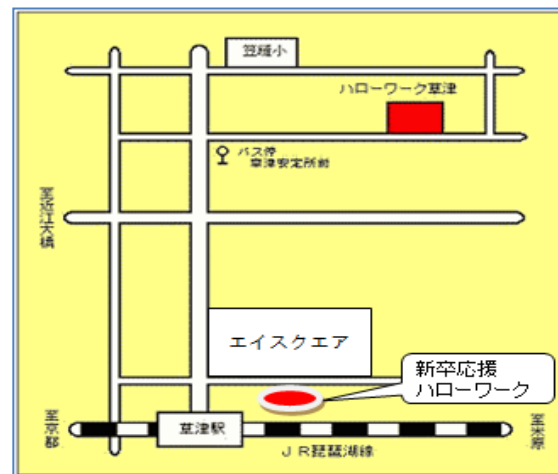 笠縫小
ハローワーク草津
バス停
草津安定所前
至近江大橋
エイスクエア
新卒応援
ハローワーク
至京都
草津駅
至米原
ＪＲ琵琶湖線